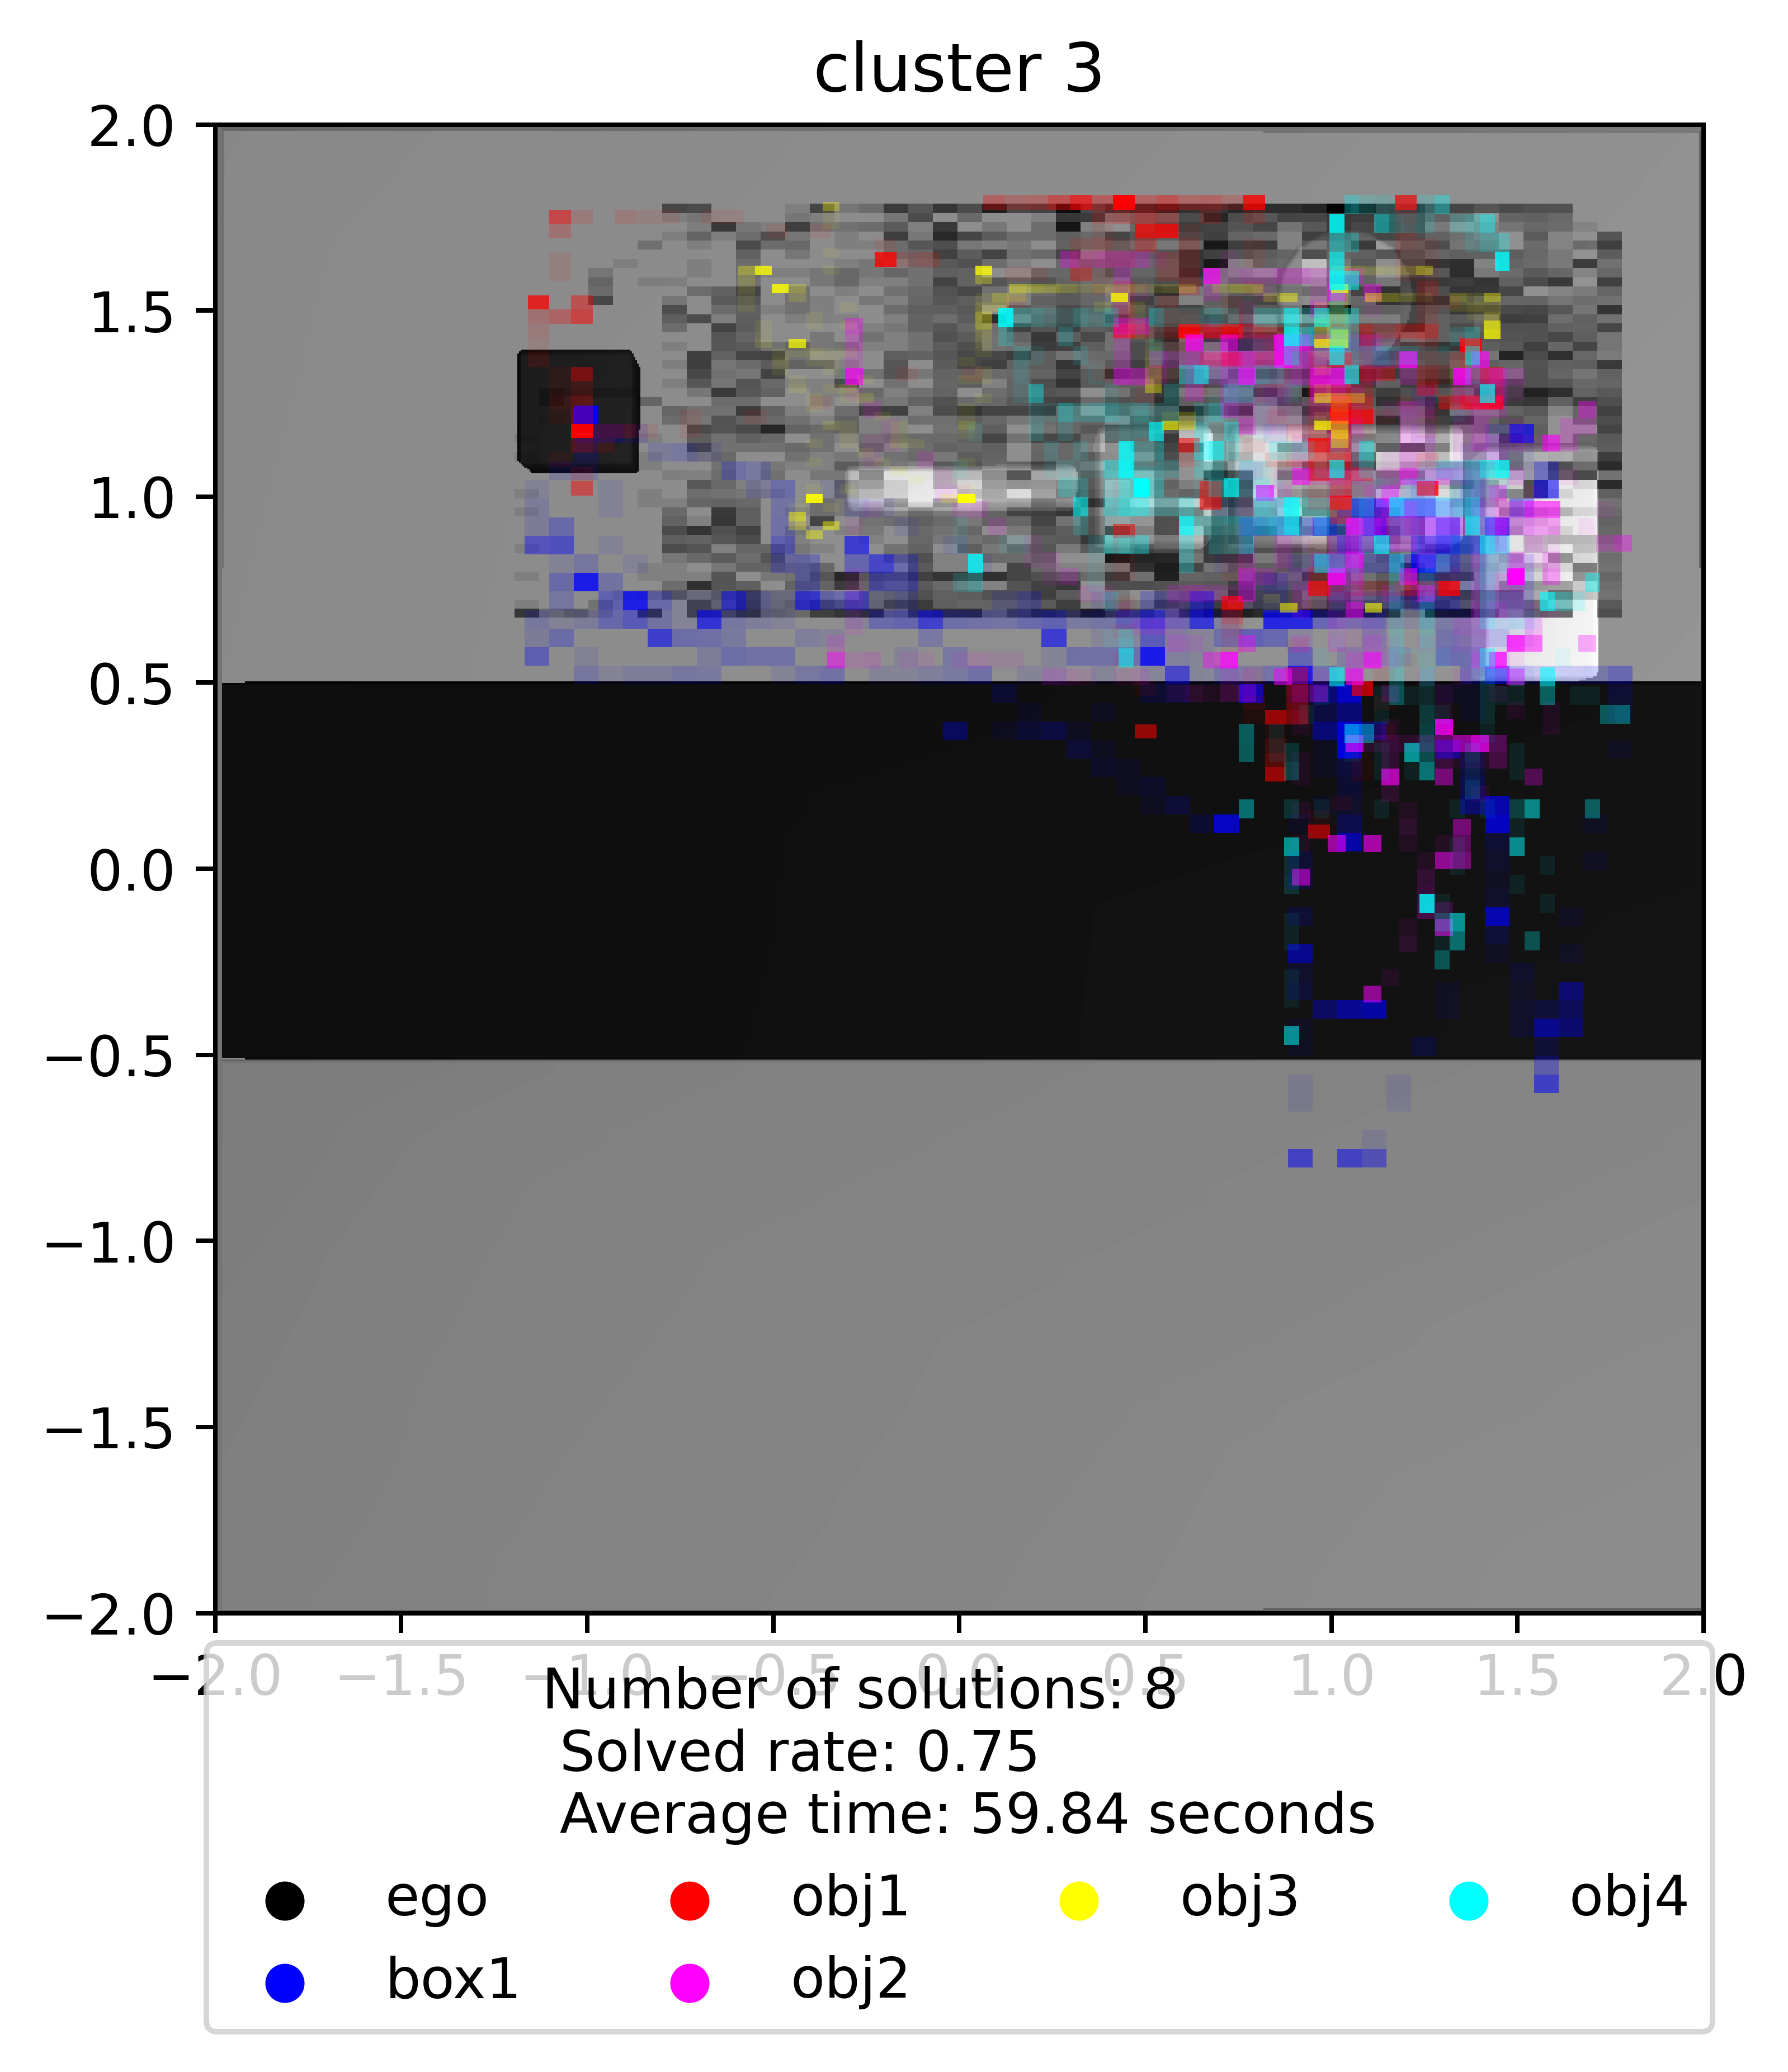 cluster 3
2.0
1.5
1.0
0.5
0.0
−0.5
−1.0
−1.5
−2.0
−2.0 −1.5 −1.0 −0.5 0.0 0.5 1.0 1.5 2.0
Number of solutions: 8
Solved rate: 0.75
Average time: 59.84 seconds
ego obj1 obj3 obj4
box1 obj2